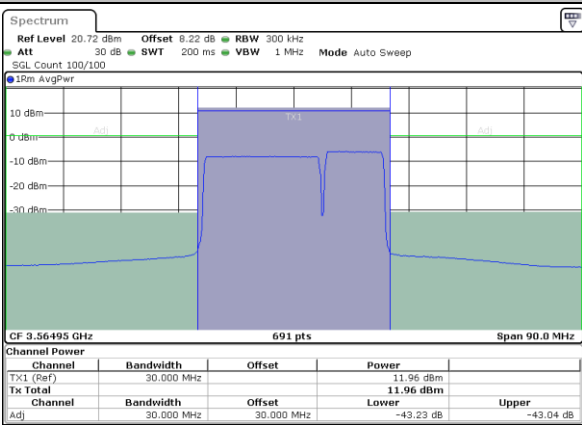 Spectrum
Ref Level 20.72 dBm Offset 8.22 dB RBW 300 kHz
Att 30 dB SWT 200 ms VBW 1 MHz Mode Auto Sweep
SGL Count 100/100
1Rm AvgPwr
TX1
10 dBm
Adj Adj
0 dBm
-10 dBm
-20 dBm
-30 dBm
CF 3.56495 GHz 691 pts Span 90.0 MHz
Channel Power
Channel Bandwidth Offset Power
TX1 (Ref) 30.000 MHz 11.96 dBm
Tx Total 11.96 dBm
Channel Bandwidth Offset Lower Upper
Adj 30.000 MHz 30.000 MHz -43.23 dB -43.04 dB